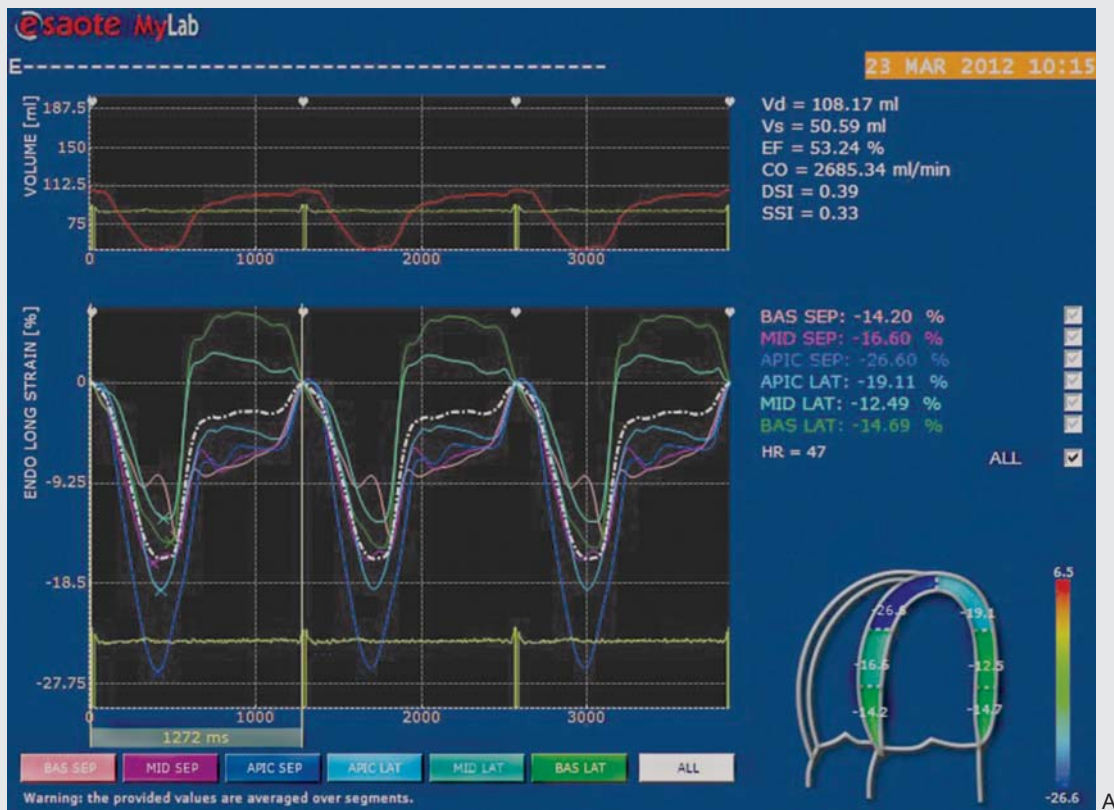 esaote MyLab
E
23 MAR 2012 10:15
VOLUME [ml]
187.5
150
112.5
75
0 1000 2000 3000
Vd = 108.17 ml
Vs = 50.59 ml
EF = 53.24 %
CO = 2685.34 ml/min
DSI = 0.39
SSI = 0.33
ENDO LONG STRAIN [%]
0
-9.25
-18.5
-27.75
0 1000 2000 3000
1272 ms
BAS SEP: -14.20 %
MID SEP: -16.60 %
APIC SEP: -26.60 %
APIC LAT: -19.11 %
MID LAT: -12.49 %
BAS LAT: -14.69 %
HR = 47
ALL
6.5
-26.6
-19.1
-16.6
-12.5
-14.2
-14.7
-26.6
BAS SEP MID SEP APIC SEP APIC LAT MID LAT BAS LAT ALL
Warning: the provided values are averaged over segments.
A